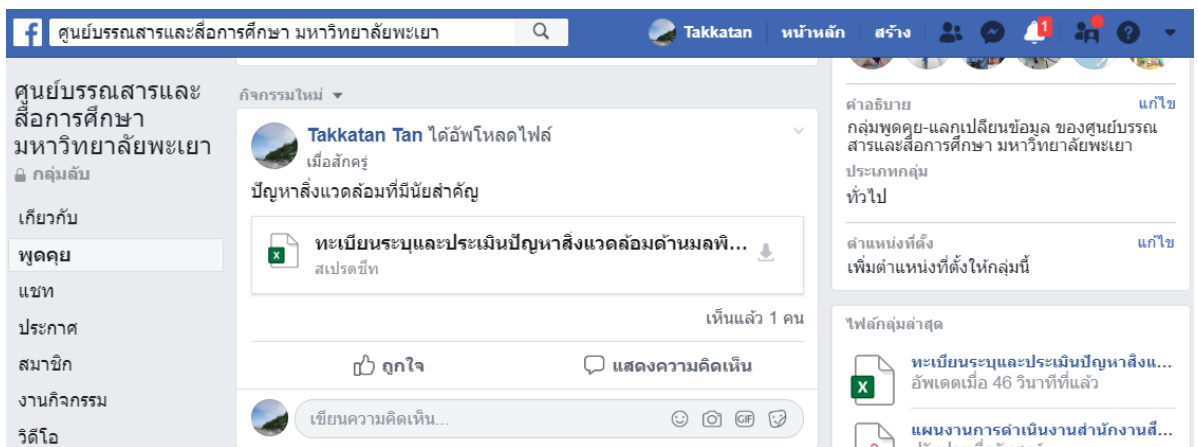 ศูนย์บรรณสารและสื่อการศึกษา มหาวิทยาลัยพะเยา
Takkatan หน้าหลัก สร้าง 1
ศูนย์บรรณสารและ
สื่อการศึกษา
มหาวิทยาลัยพะเยา
กลุ่มลับ
เกี่ยวกับ
พูดคุย
แชท
ประกาศ
สมาชิก
งานกิจกรรม
วิดีโอ
กิจกรรมใหม่
Takkatan Tan ได้อัพโหลดไฟล์
เมื่อสักครู่
ปัญหาสิ่งแวดล้อมที่มีนัยสำคัญ
ทะเบียนระบุและประเมินปัญหาสิ่งแวดล้อมด้านมลพิ...
สเปรดชีท
เห็นแล้ว 1 คน
ถูกใจ แสดงความคิดเห็น
เขียนความคิดเห็น...
GIF
คำอธิบาย แก้ไข
กลุ่มพูดคุย-แลกเปลี่ยนข้อมูล ของศูนย์บรรณ
สารและสื่อการศึกษา มหาวิทยาลัยพะเยา
ประเภทกลุ่ม
ทั่วไป
ตำแหน่งที่ตั้ง แก้ไข
เพิ่มตำแหน่งที่ตั้งให้กลุ่มนี้
ไฟล์กลุ่มล่าสุด
ทะเบียนระบุและประเมินปัญหาสิ่งแ...
อัพเดตเมื่อ 46 วินาทีที่แล้ว
แผนงานการดำเนินงานสำนักงานสี...